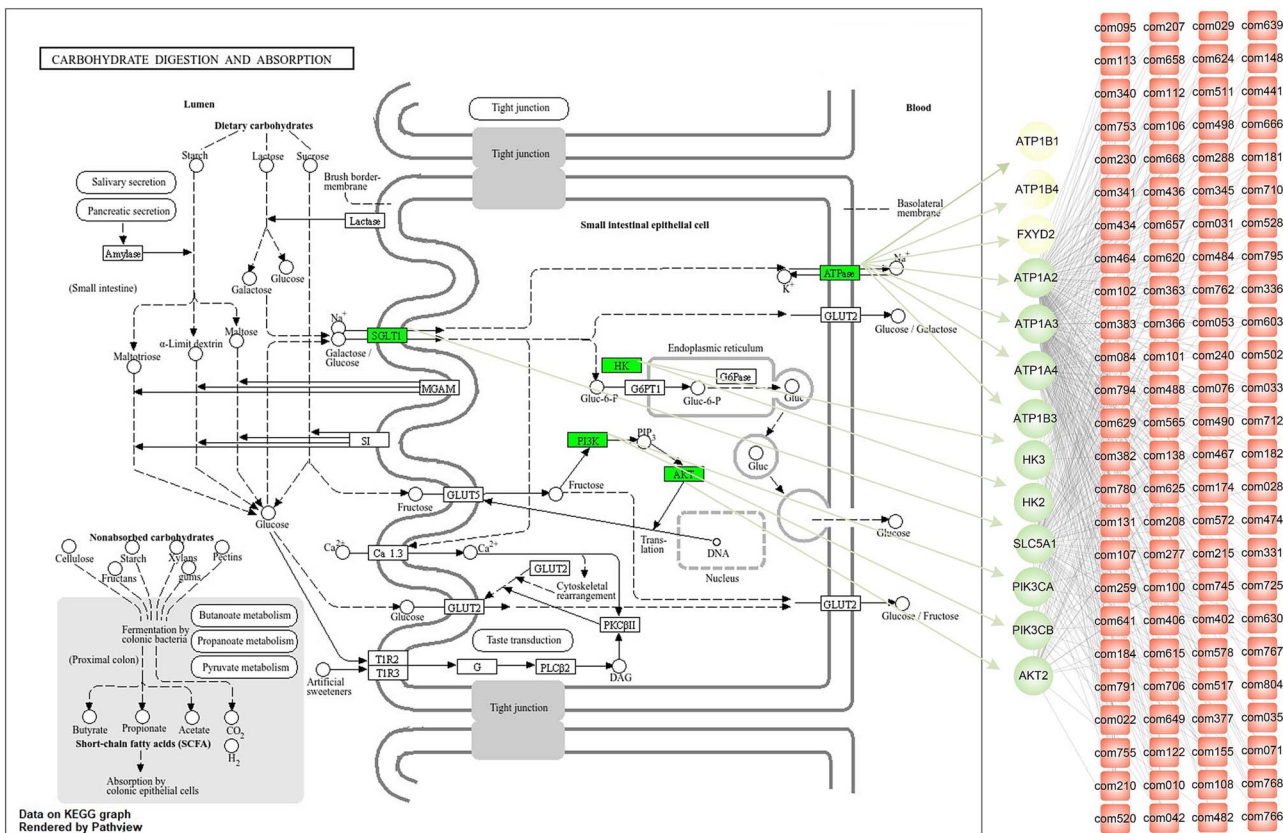 CARBOHYDRATE DIGESTION AND ABSORPTION
Lumen
Blood
Dietary carbohydrates
Starch
Lactose
Sucrose
Salivary secretion
Pancreatic secretion
Amylase
(Small intestine)
Brush border-
membrane
Lactase
Galactose
Glucose
Maltotriose
α-Limit dextrin
Maltose
Tight junction
Tight junction
Small intestinal epithelial cell
Basolateral
membrane
Na+
Galactose /
Glucose
SGLT1
MGAM
SI
ATPase
Na+
K+
GLUT2
Glucose / Galactose
Endoplasmic reticulum
HK
G6Pase
Gluc-6-P
G6PT1
Gluc-6-P
Gluc
PI3K
PIP3
AKT
Gluc
Fructose
GLUT5
Fructose
Trans-
lation
DNA
Nucleus
Glucose
Glucose
Ca2+
Ca 1.3
Ca2+
GLUT2
Cytoskeletal
rearrangement
Glucose
GLUT2
PKCβII
GLUT2
Glucose / Fructose
Taste transduction
T1R2
T1R3
G
PLCβ2
DAG
Artificial
sweeteners
Tight junction
Nonabsorbed carbohydrates
Cellulose
Starch
Xylans
Pectins
Fructans
gums
Fermentation by
colonic bacteria
(Proximal colon)
Butanoate metabolism
Propanoate metabolism
Pyruvate metabolism
Butyrate
Propionate
Acetate
CO2
H2
Short-chain fatty acids (SCFA)
Absorption by
colonic epithelial cells
Data on KEGG graph
Rendered by Pathview
ATP1B1
ATP1B4
FXYD2
ATP1A2
ATP1A3
ATP1A4
ATP1B3
HK3
HK2
SLC5A1
PIK3CA
PIK3CB
AKT2
com095 com207 com029 com639
com113 com658 com624 com148
com340 com112 com511 com441
com753 com106 com498 com666
com230 com668 com288 com181
com341 com436 com345 com710
com434 com657 com031 com528
com464 com620 com484 com795
com102 com363 com762 com336
com383 com366 com053 com603
com084 com101 com240 com502
com794 com488 com076 com033
com629 com565 com490 com712
com382 com138 com467 com182
com780 com625 com174 com028
com131 com208 com572 com474
com107 com277 com215 com331
com259 com100 com745 com725
com641 com406 com402 com630
com184 com615 com578 com767
com791 com706 com517 com804
com022 com649 com377 com035
com755 com122 com155 com071
com210 com010 com108 com768
com520 com042 com482 com766